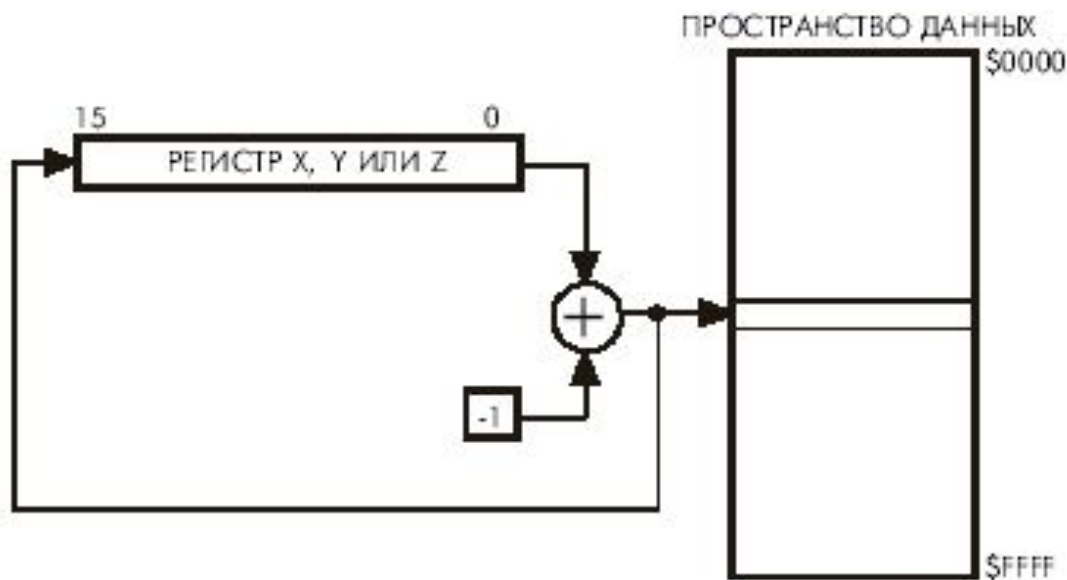 ПРОСТРАНСТВО ДАННЫХ
$0000
15 0
РЕГИСТР X, Y ИЛИ Z
+
-1
$FFFF